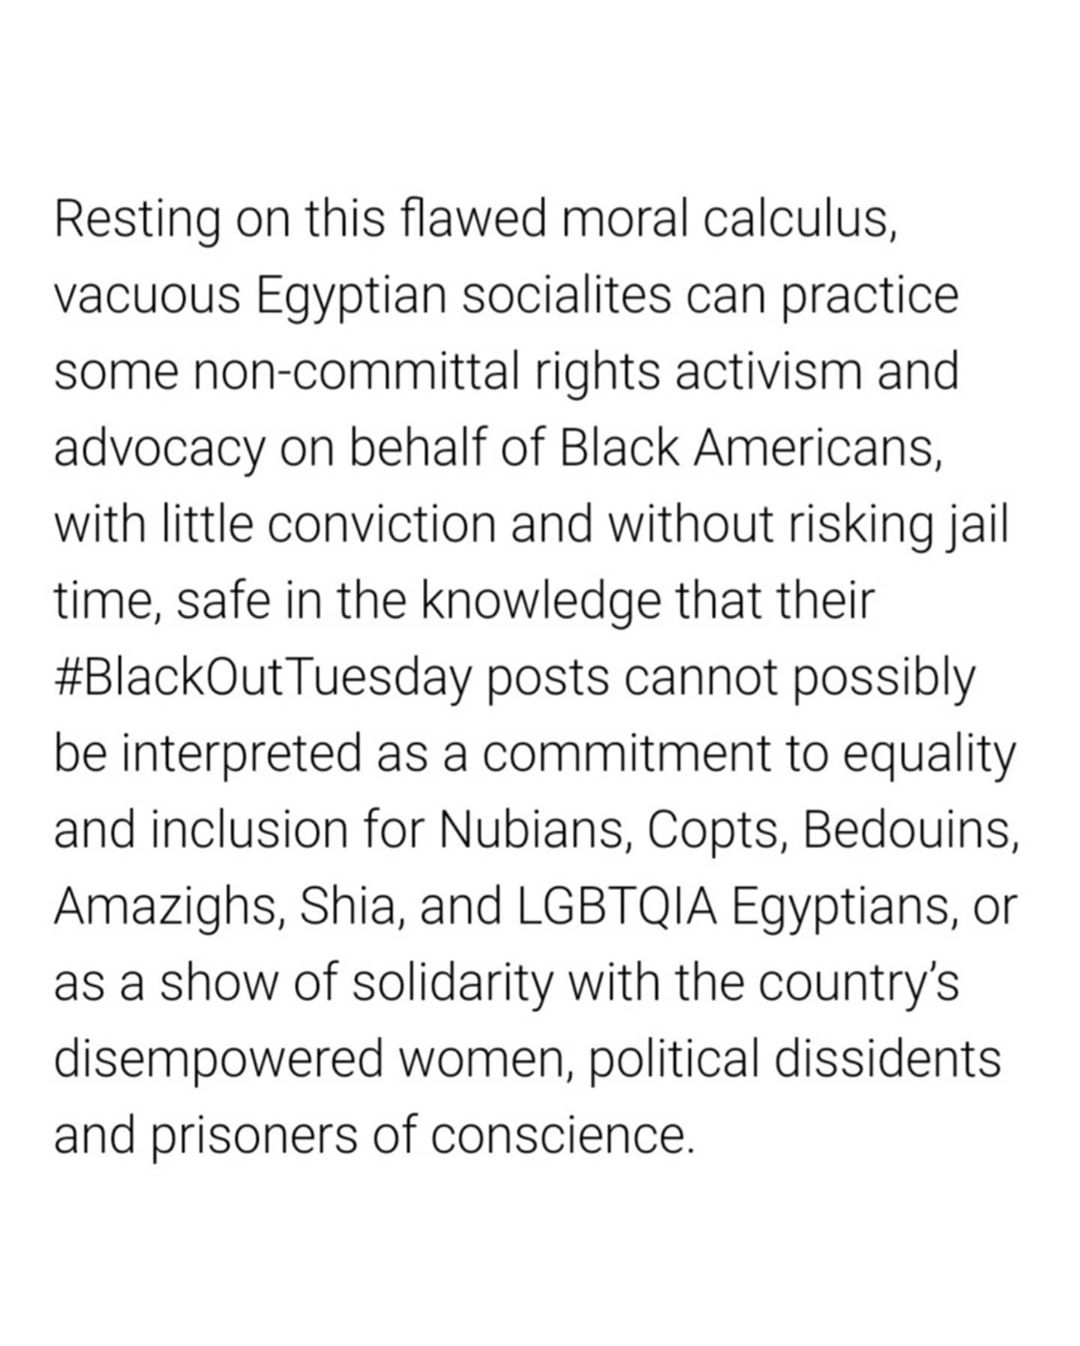 Resting on this flawed moral calculus,
vacuous Egyptian socialites can practice
some non-committal rights activism and
advocacy on behalf of Black Americans,
with little conviction and without risking jail
time, safe in the knowledge that their
#BlackOutTuesday posts cannot possibly
be interpreted as a commitment to equality
and inclusion for Nubians, Copts, Bedouins,
Amazighs, Shia, and LGBTQIA Egyptians, or
as a show of solidarity with the country’s
disempowered women, political dissidents
and prisoners of conscience.